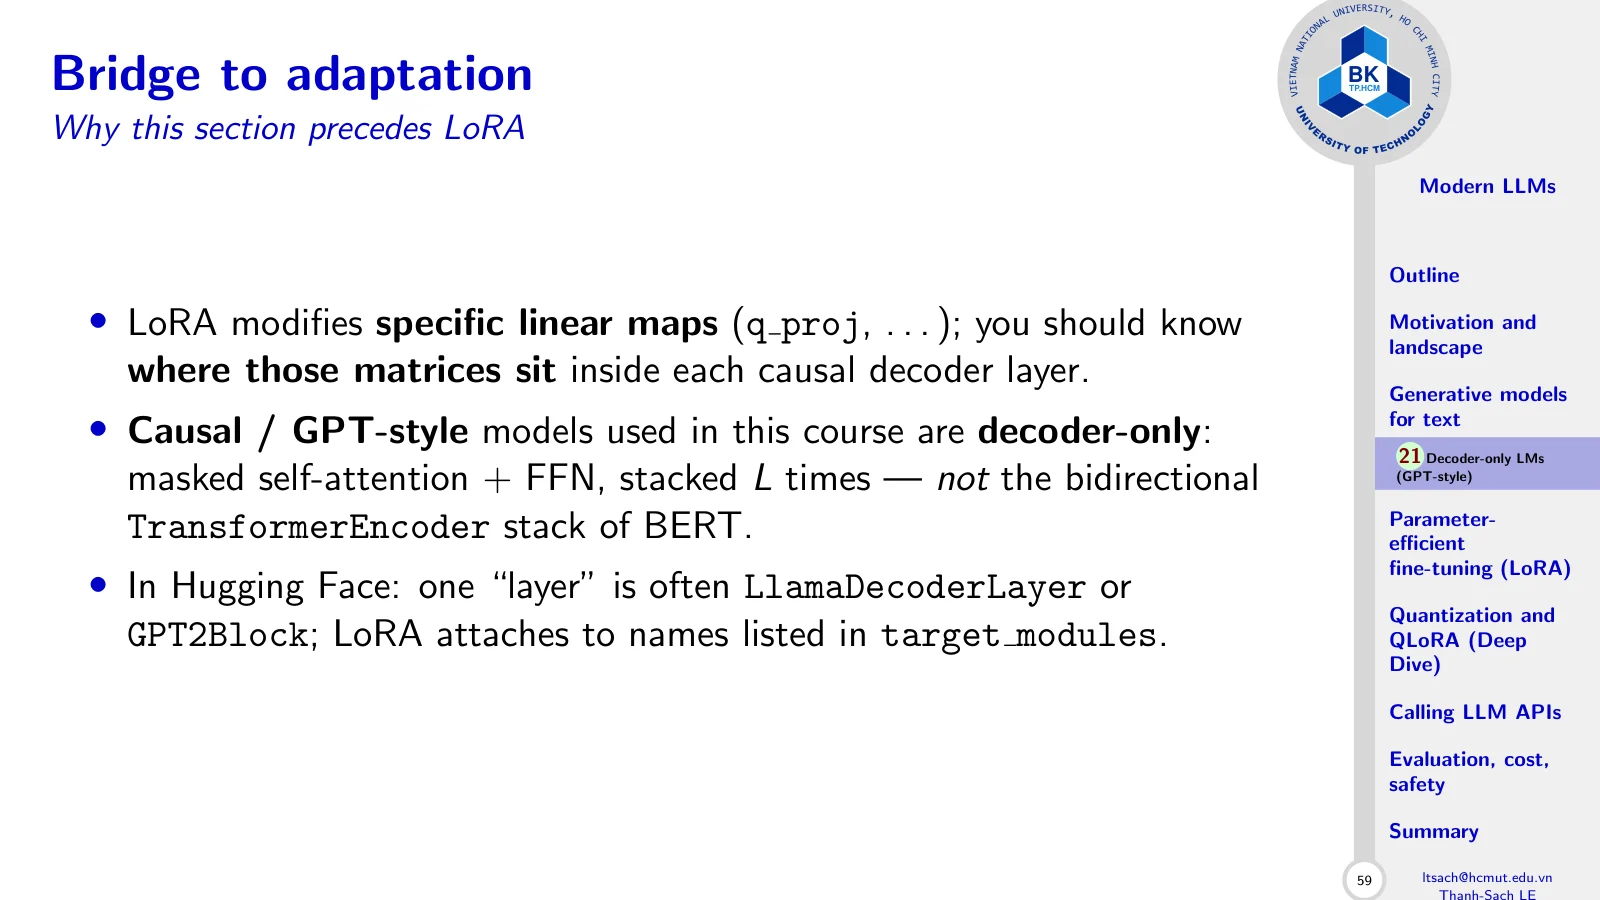 Bridge to adaptation
Why this section precedes LoRA
• LoRA modifies specific linear maps (q_proj, ...); you should know
where those matrices sit inside each causal decoder layer.
• Causal / GPT-style models used in this course are decoder-only:
masked self-attention + FFN, stacked L times — not the bidirectional
TransformerEncoder stack of BERT.
• In Hugging Face: one “layer” is often LlamaDecoderLayer or
GPT2Block; LoRA attaches to names listed in target_modules.
VIETNAM NATIONAL UNIVERSITY, HO CHI MINH CITY
BK
TP.HCM
UNIVERSITY OF TECHNOLOGY
Modern LLMs
Outline
Motivation and
landscape
Generative models
for text
21 Decoder-only LMs
(GPT-style)
Parameter-
efficient
fine-tuning (LoRA)
Quantization and
QLoRA (Deep
Dive)
Calling LLM APIs
Evaluation, cost,
safety
Summary
59
ltsach@hcmut.edu.vn
Thanh-Sach LE